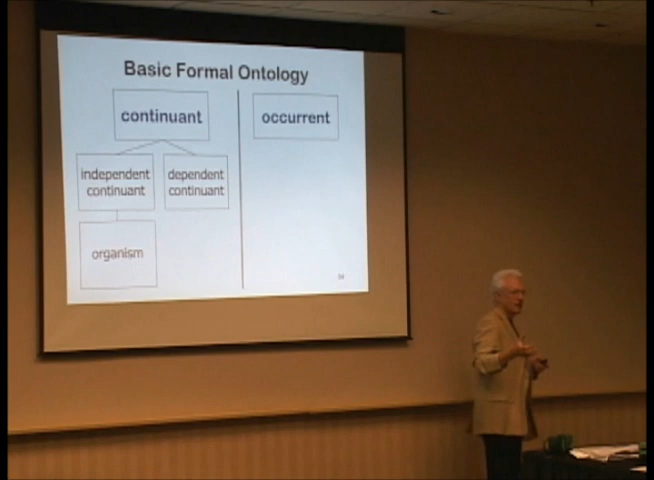 Basic Formal Ontology
continuant
occurrent
independent
continuant
dependent
continuant
organism